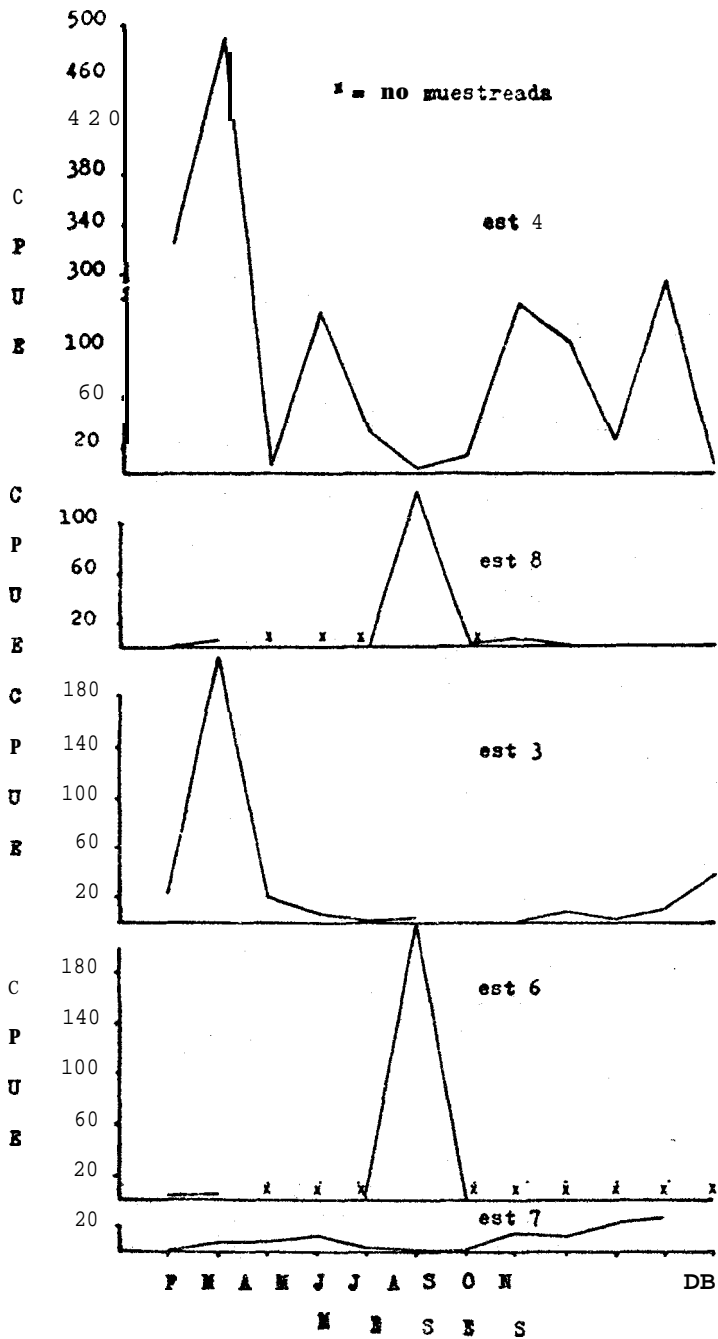 500
460
x = no muestreada
420
380
C
est 4
340
P
300
U
E
100
60
20
C
100
P
est 8
60
U
20
E
x x x x
C
180
P
140
est 3
U
100
E
60
20
180
C
est 6
140
P
100
U
60
E
20
x x x x x x x x x
20
est 7
F M A M J J A S O N DB
M E S E S